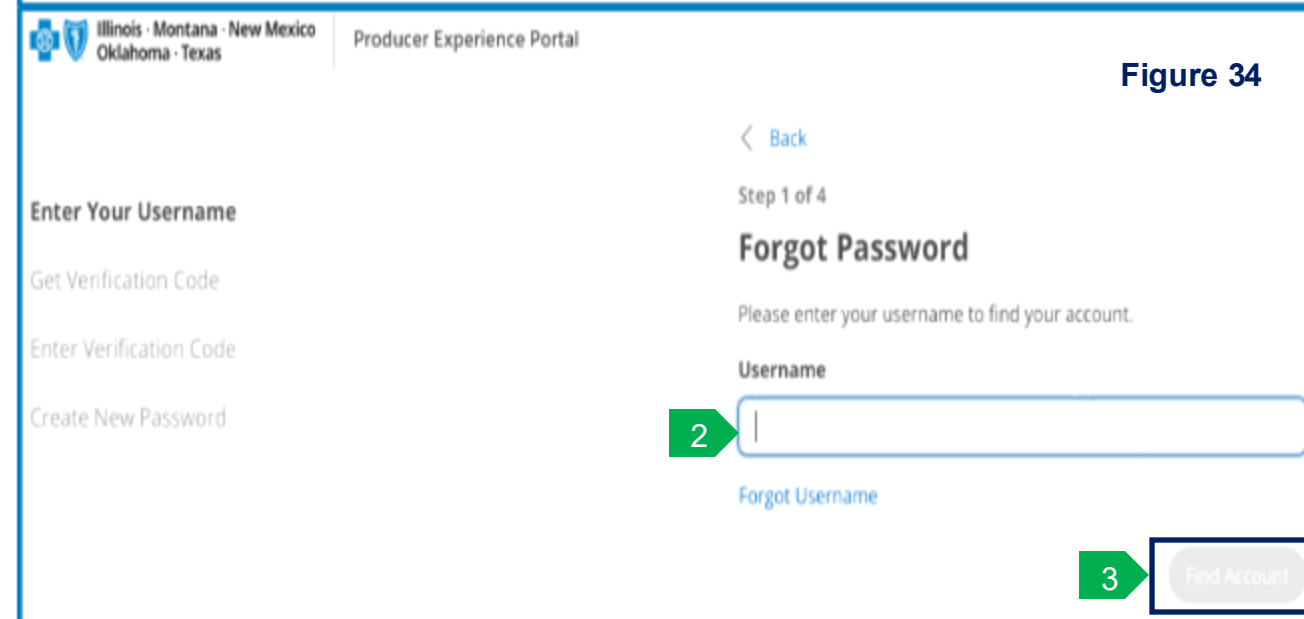 Illinois · Montana · New Mexico
Oklahoma · Texas
Producer Experience Portal
Figure 34
Back
Step 1 of 4
Enter Your Username
Forgot Password
Get Verification Code
Please enter your username to find your account.
Enter Verification Code
Username
Create New Password
2
Forgot Username
3
Find Account